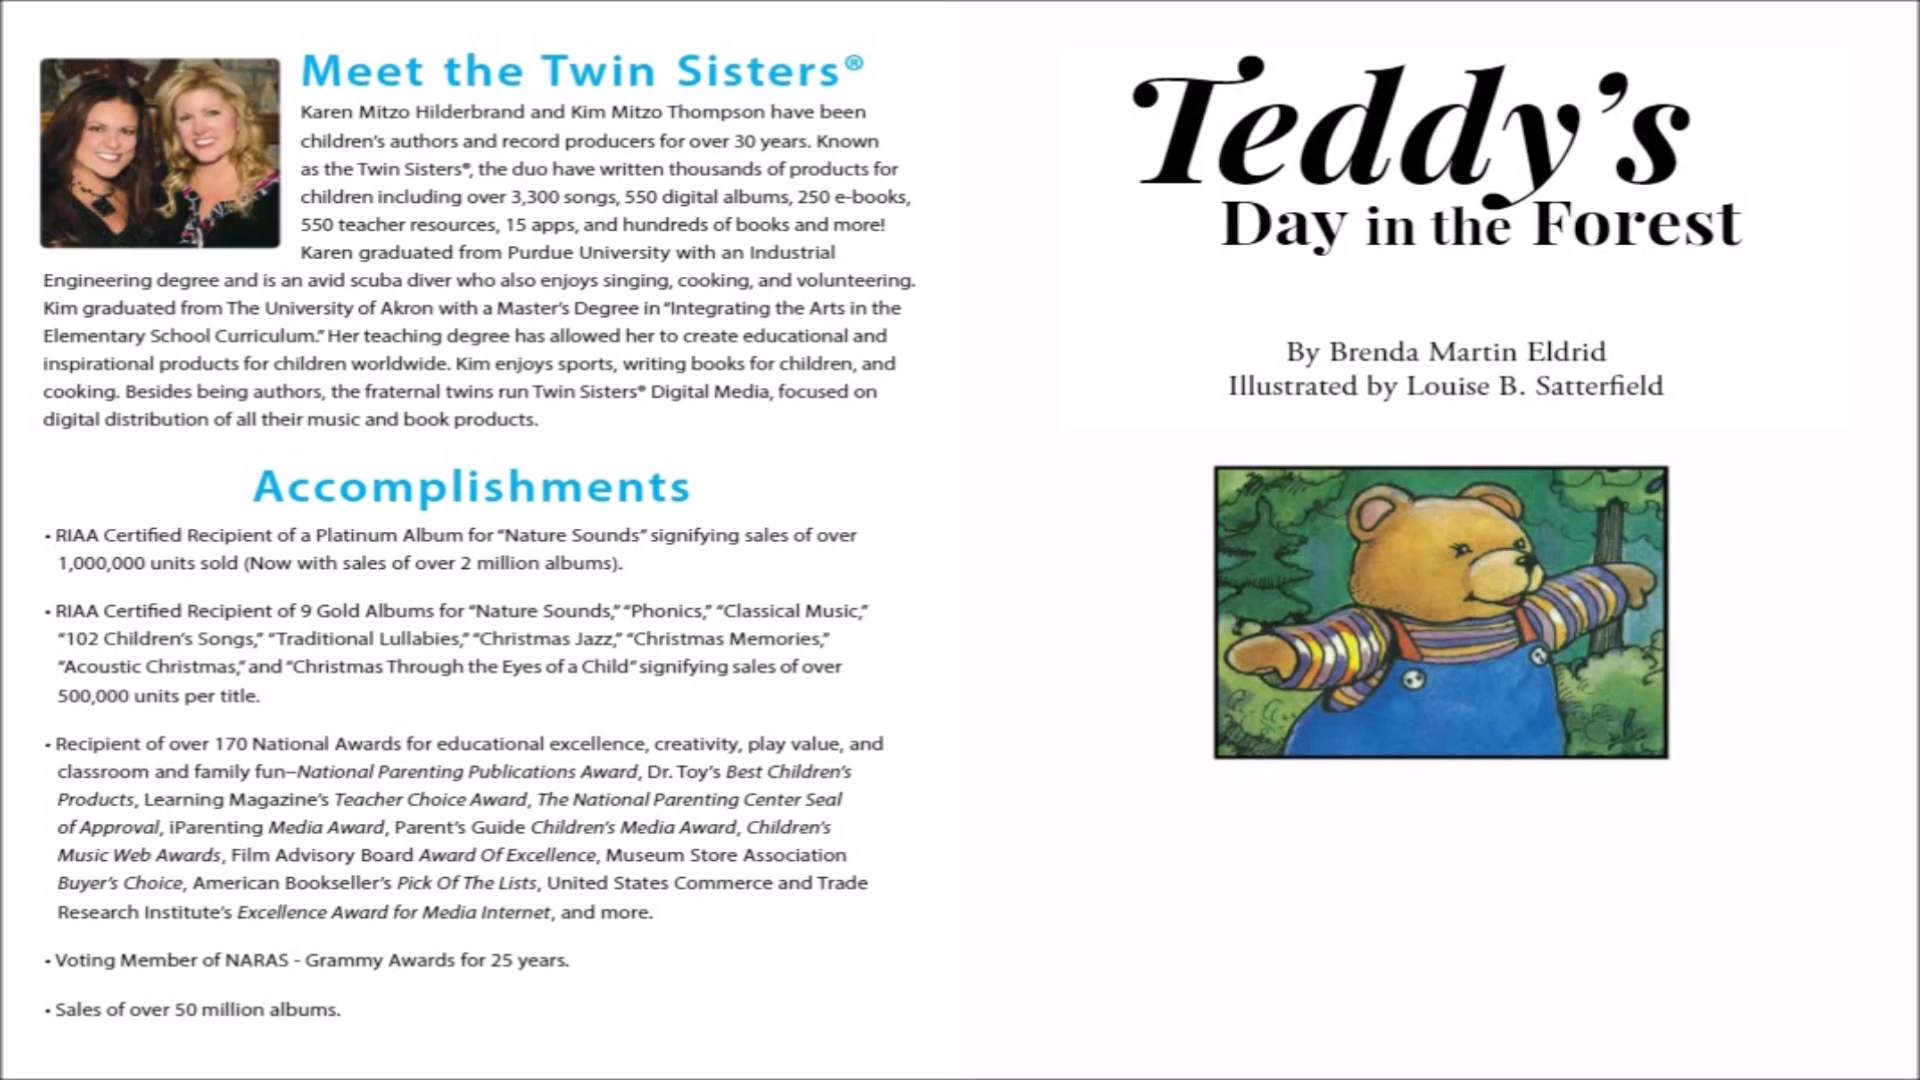 Meet the Twin Sisters®
Karen Mitzo Hilderbrand and Kim Mitzo Thompson have been
children's authors and record producers for over 30 years. Known
as the Twin Sisters®, the duo have written thousands of products for
children including over 3,300 songs, 550 digital albums, 250 e-books,
550 teacher resources, 15 apps, and hundreds of books and more!
Karen graduated from Purdue University with an Industrial
Engineering degree and is an avid scuba diver who also enjoys singing, cooking, and volunteering.
Kim graduated from The University of Akron with a Master's Degree in “Integrating the Arts in the
Elementary School Curriculum.” Her teaching degree has allowed her to create educational and
inspirational products for children worldwide. Kim enjoys sports, writing books for children, and
cooking. Besides being authors, the fraternal twins run Twin Sisters® Digital Media, focused on
digital distribution of all their music and book products.
Accomplishments
• RIAA Certified Recipient of a Platinum Album for “Nature Sounds” signifying sales of over
1,000,000 units sold (Now with sales of over 2 million albums).
• RIAA Certified Recipient of 9 Gold Albums for “Nature Sounds,” “Phonics,” “Classical Music,”
“102 Children's Songs,” “Traditional Lullabies,” “Christmas Jazz,” “Christmas Memories,”
“Acoustic Christmas,” and “Christmas Through the Eyes of a Child” signifying sales of over
500,000 units per title.
• Recipient of over 170 National Awards for educational excellence, creativity, play value, and
classroom and family fun–National Parenting Publications Award, Dr. Toy's Best Children's
Products, Learning Magazine's Teacher Choice Award, The National Parenting Center Seal
of Approval, iParenting Media Award, Parent's Guide Children's Media Award, Children's
Music Web Awards, Film Advisory Board Award Of Excellence, Museum Store Association
Buyer's Choice, American Bookseller's Pick Of The Lists, United States Commerce and Trade
Research Institute's Excellence Award for Media Internet, and more.
• Voting Member of NARAS - Grammy Awards for 25 years.
• Sales of over 50 million albums.
Teddy's
Day in the Forest
By Brenda Martin Eldrid
Illustrated by Louise B. Satterfield